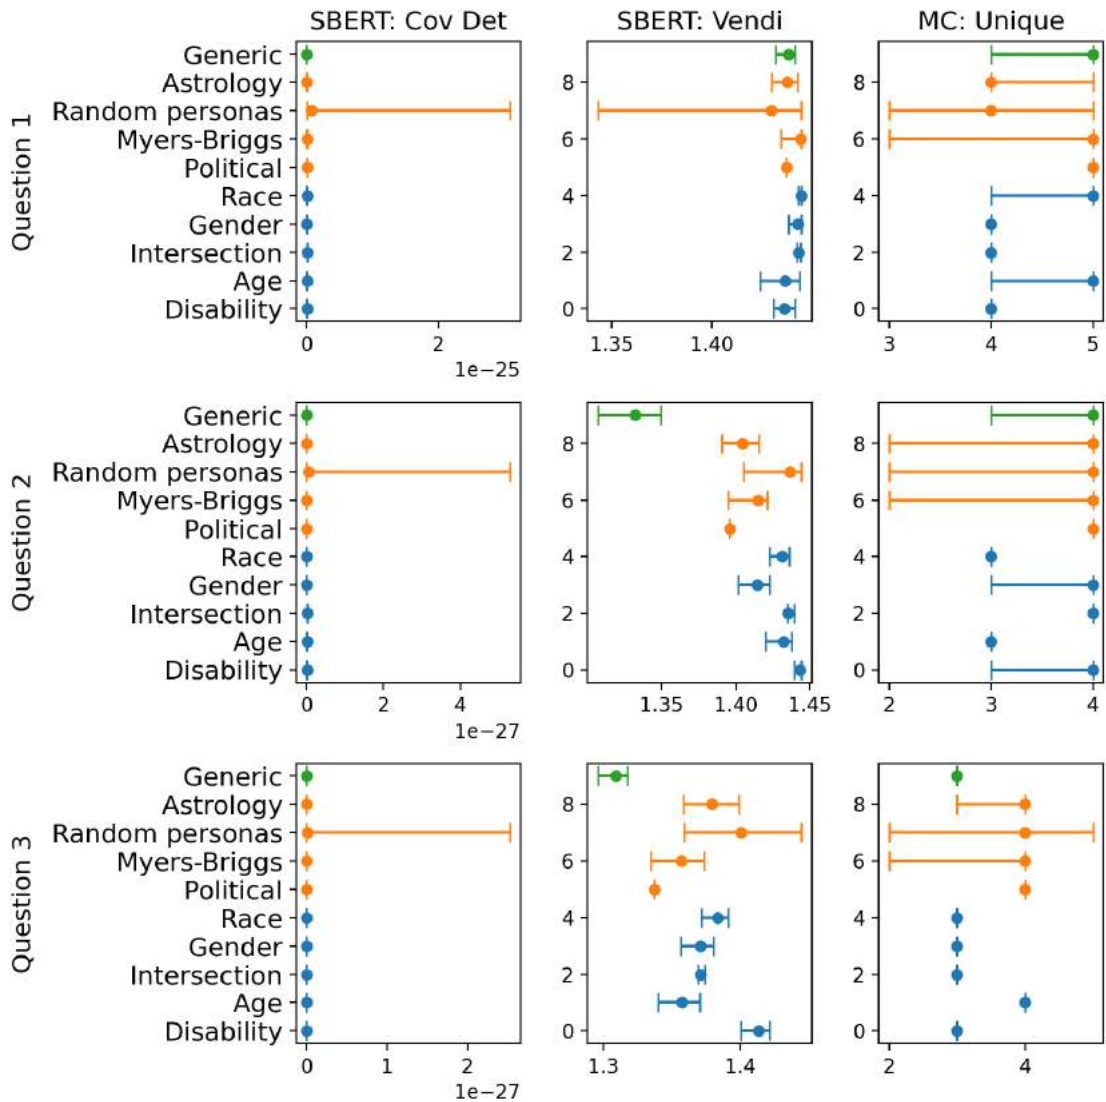 SBERT: Cov Det SBERT: Vendi MC: Unique
Question 1
Generic
Astrology 8 8
Random personas
Myers-Briggs 6 6
Political
Race 4 4
Gender
Intersection 2 2
Age
Disability 0 0
0 2 1.35 1.40 3 4 5
1e−25
Question 2
Generic
Astrology 8 8
Random personas
Myers-Briggs 6 6
Political
Race 4 4
Gender
Intersection 2 2
Age
Disability 0 0
0 2 4 1.35 1.40 1.45 2 3 4
1e−27
Question 3
Generic
Astrology 8 8
Random personas
Myers-Briggs 6 6
Political
Race 4 4
Gender
Intersection 2 2
Age
Disability 0 0
0 1 2 1.3 1.4 2 4
1e−27